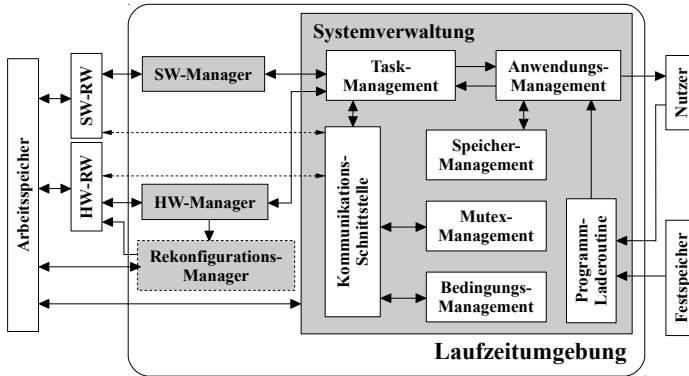 Systemverwaltung
SW-Manager
Task-
Management
Anwendungs-
Management
Nutzer
SW-RW
Arbeitsspeicher
HW-RW
Speicher-
Management
Kommunikations-
Schnittstelle
HW-Manager
Mutex-
Management
Rekonfigurations-
Manager
Programm-
Laderoutine
Festspeicher
Bedingungs-
Management
Laufzeitumgebung